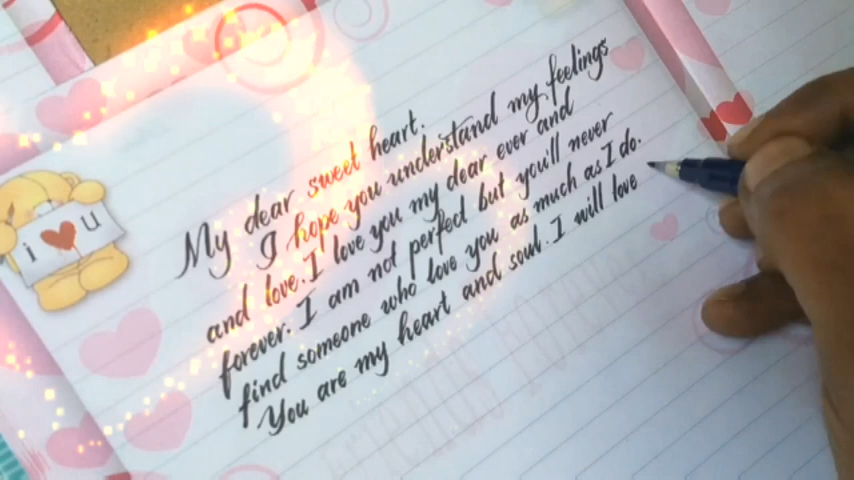 i ❤ u
My dear sweet heart.
I hope you understand my feelings
and love. I love you my dear ever and
forever. I am not perfect but you'll never
find someone who love you as much as I do.
You are my heart and soul. I will love
FRIENDS FOREVER